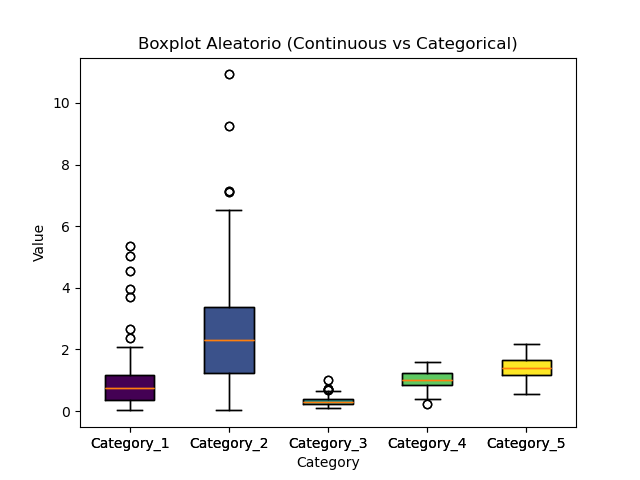 Boxplot Aleatorio (Continuous vs Categorical)
Value
10
8
6
4
2
0
Category_1 Category_2 Category_3 Category_4 Category_5
Category